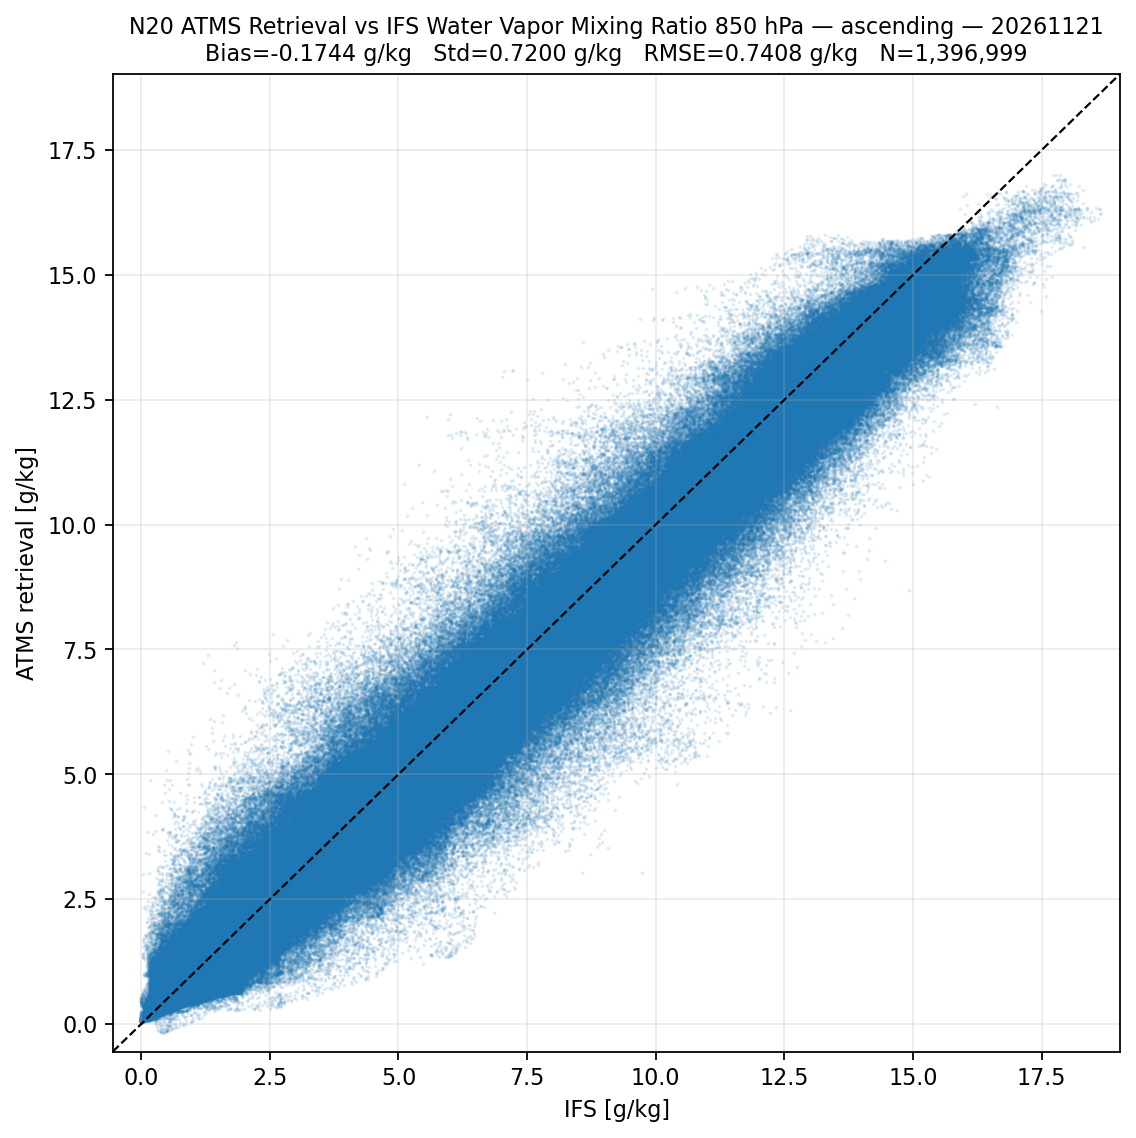 N20 ATMS Retrieval vs IFS Water Vapor Mixing Ratio 850 hPa — ascending — 20261121
Bias=-0.1744 g/kg   Std=0.7200 g/kg   RMSE=0.7408 g/kg   N=1,396,999
17.5
15.0
12.5
10.0
7.5
5.0
2.5
0.0
ATMS retrieval [g/kg]
0.0 2.5 5.0 7.5 10.0 12.5 15.0 17.5
IFS [g/kg]